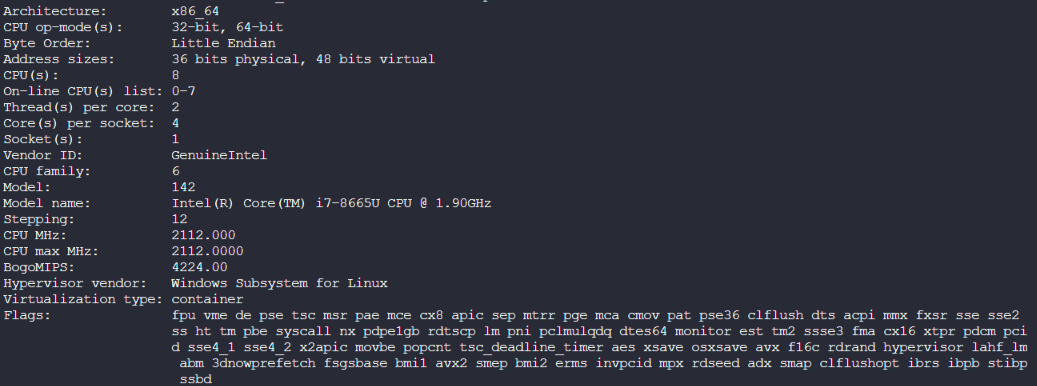 Architecture: x86_64
CPU op-mode(s): 32-bit, 64-bit
Byte Order: Little Endian
Address sizes: 36 bits physical, 48 bits virtual
CPU(s): 8
On-line CPU(s) list: 0-7
Thread(s) per core: 2
Core(s) per socket: 4
Socket(s): 1
Vendor ID: GenuineIntel
CPU family: 6
Model: 142
Model name: Intel(R) Core(TM) i7-8665U CPU @ 1.90GHz
Stepping: 12
CPU MHz: 2112.000
CPU max MHz: 2112.0000
BogoMIPS: 4224.00
Hypervisor vendor: Windows Subsystem for Linux
Virtualization type: container
Flags: fpu vme de pse tsc msr pae mce cx8 apic sep mtrr pge mca cmov pat pse36 clflush dts acpi mmx fxsr sse sse2
ss ht tm pbe syscall nx pdpe1gb rdtscp lm pni pclmulqdq dtes64 monitor est tm2 ssse3 fma cx16 xtpr pdcm pci
d sse4_1 sse4_2 x2apic movbe popcnt tsc_deadline_timer aes xsave osxsave avx f16c rdrand hypervisor lahf_lm
abm 3dnowprefetch fsgsbase bmi1 avx2 smep bmi2 erms invpcid mpx rdseed adx smap clflushopt ibrs ibpb stibp
ssbd